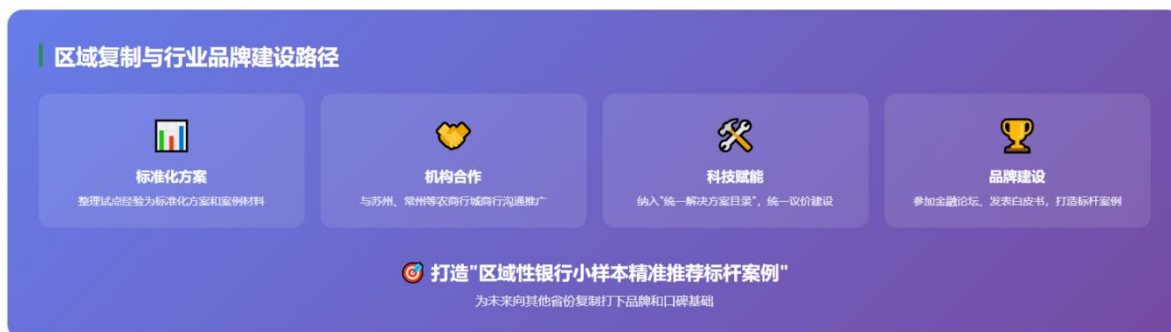 区域复制与行业品牌建设路径
标准化方案
整理试点经验为标准化方案和案例材料
机构合作
与苏州、常州等农商行城商行沟通推广
科技赋能
纳入"统一解决方案目录"，统一议价建设
品牌建设
参加金融论坛、发表白皮书，打造标杆案例
打造"区域性银行小样本精准推荐标杆案例"
为未来向其他省份复制打下品牌和口碑基础